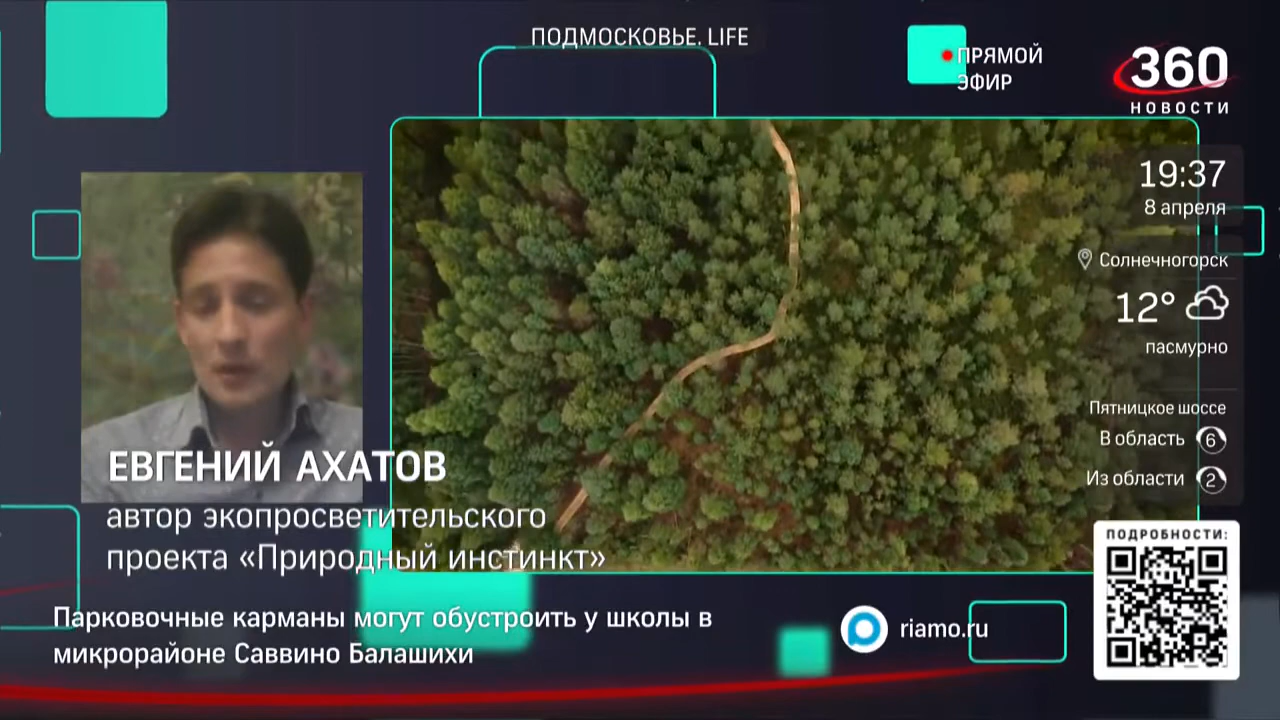 ПОДМОСКОВЬЕ. LIFE
ПРЯМОЙ
ЭФИР
360
НОВОСТИ
19:37
8 апреля
Солнечногорск
12°
пасмурно
Пятницкое шоссе
В область 6
Из области 2
ЕВГЕНИЙ АХАТОВ
автор экопросветительского
проекта «Природный инстинкт»
ПОДРОБНОСТИ:
Парковочные карманы могут обустроить у школы в
микрорайоне Саввино Балашихи
riamo.ru